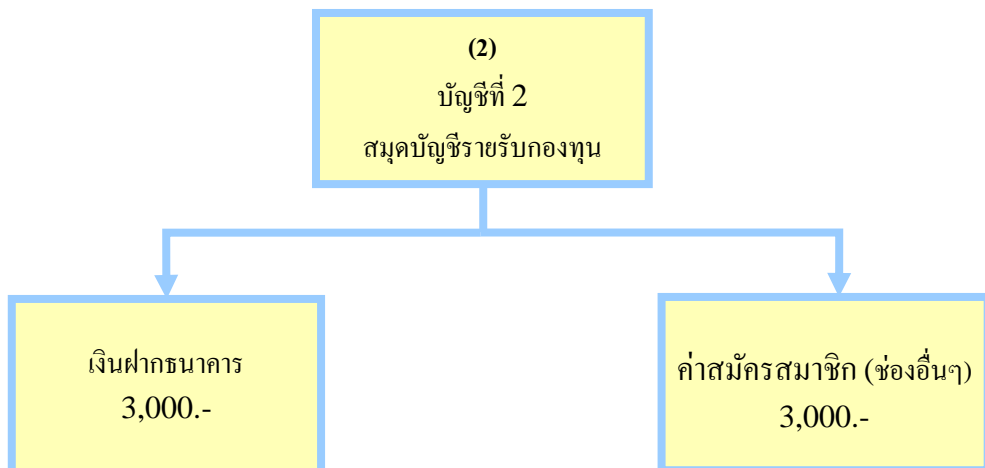 (2)
บัญชีที่ 2
สมุดบัญชีรายรับกองทุน
เงินฝากธนาคาร
3,000.-
ค่าสมัครสมาชิก (ช่องอื่นๆ)
3,000.-